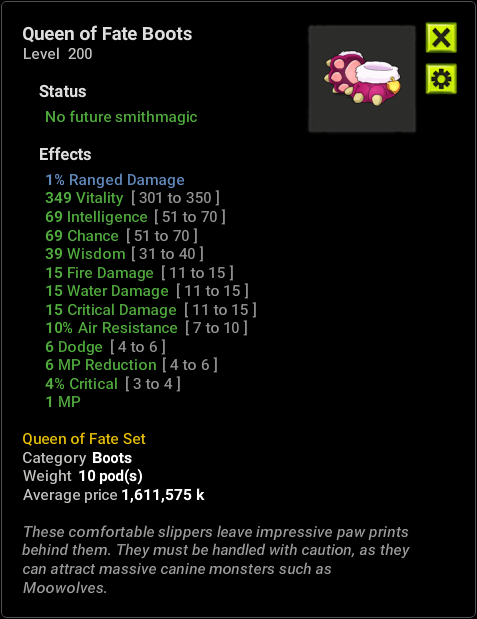 Queen of Fate Boots
Level 200
Status
No future smithmagic
Effects
1% Ranged Damage
349 Vitality [ 301 to 350 ]
69 Intelligence [ 51 to 70 ]
69 Chance [ 51 to 70 ]
39 Wisdom [ 31 to 40 ]
15 Fire Damage [ 11 to 15 ]
15 Water Damage [ 11 to 15 ]
15 Critical Damage [ 11 to 15 ]
10% Air Resistance [ 7 to 10 ]
6 Dodge [ 4 to 6 ]
6 MP Reduction [ 4 to 6 ]
4% Critical [ 3 to 4 ]
1 MP
Queen of Fate Set
Category Boots
Weight 10 pod(s)
Average price 1,611,575 k
These comfortable slippers leave impressive paw prints
behind them. They must be handled with caution, as they
can attract massive canine monsters such as
Moowolves.